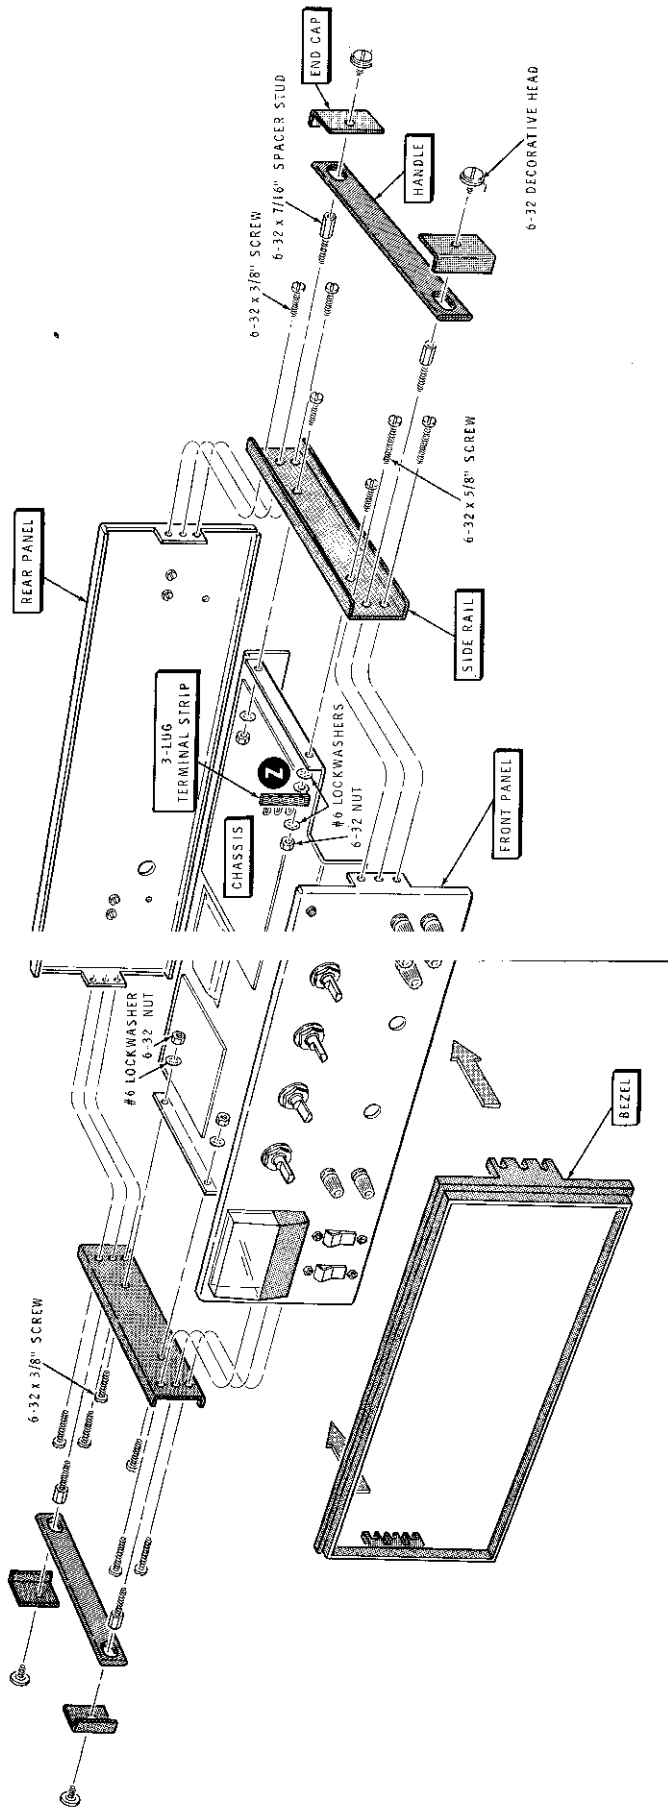 END CAP
6-32 x 7/16" SPACER STUD
6-32 x 3/8" SCREW
HANDLE
6-32 DECORATIVE HEAD
REAR PANEL
3-LUG
TERMINAL STRIP
Z
CHASSIS
#6 LOCKWASHERS
6-32 NUT
6-32 x 5/8" SCREW
SIDE RAIL
FRONT PANEL
#6 LOCKWASHER
6-32 NUT
6-32 x 3/8" SCREW
BEZEL